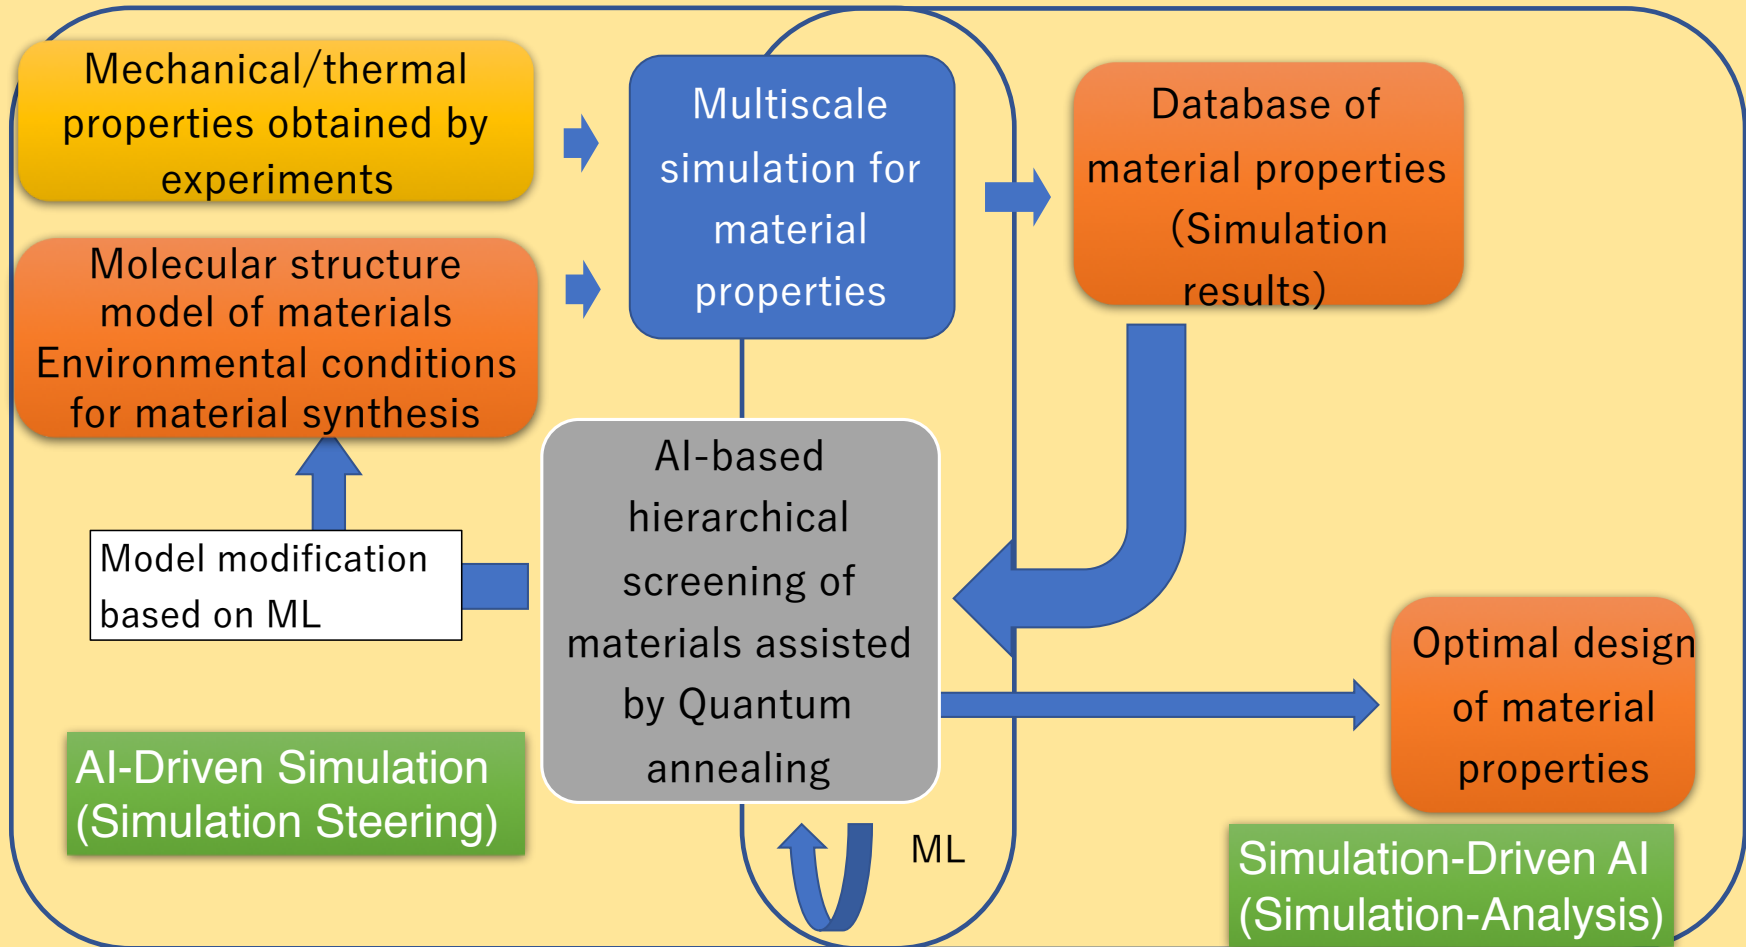 Mechanical/thermal
properties obtained by
experiments
Multiscale
simulation for
material
properties
Database of
material properties
(Simulation
results)
Molecular structure
model of materials
Environmental conditions
for material synthesis
AI-based
hierarchical
screening of
materials assisted
by Quantum
annealing
Model modification
based on ML
Optimal design
of material
properties
AI-Driven Simulation
(Simulation Steering)
ML
Simulation-Driven AI
(Simulation-Analysis)